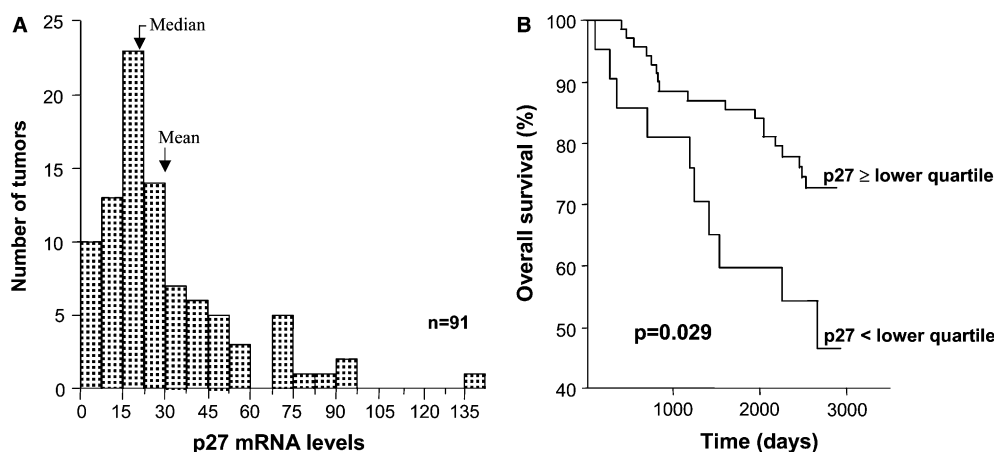 A
Number of tumors
25
20
15
10
5
0
Median
Mean
n=91
0 15 30 45 60 75 90 105 120 135
p27 mRNA levels
B
Overall survival (%)
100
90
80
70
60
50
40
p27 ≥ lower quartile
p27 < lower quartile
p=0.029
1000 2000 3000
Time (days)